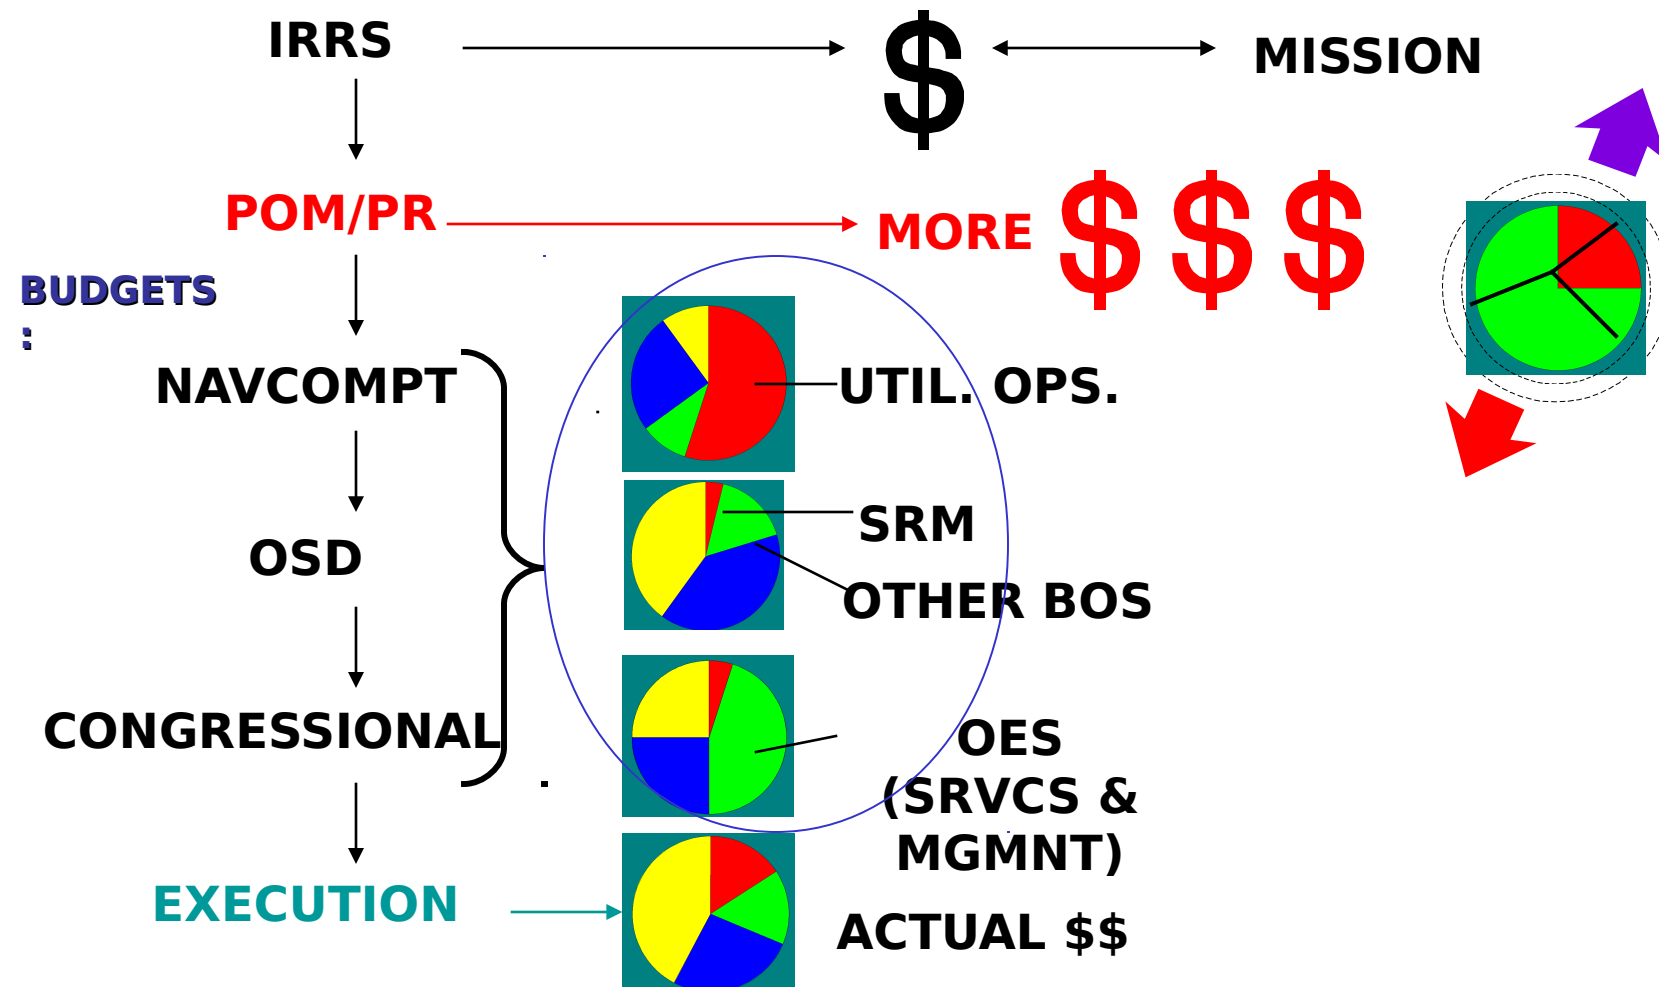 IRRS
$
MISSION
POM/PR
MORE $ $ $
BUDGETS
:
NAVCOMPT
UTIL. OPS.
SRM
OSD
OTHER BOS
CONGRESSIONAL
OES
(SRVCS &
MGMNT)
EXECUTION
ACTUAL $$